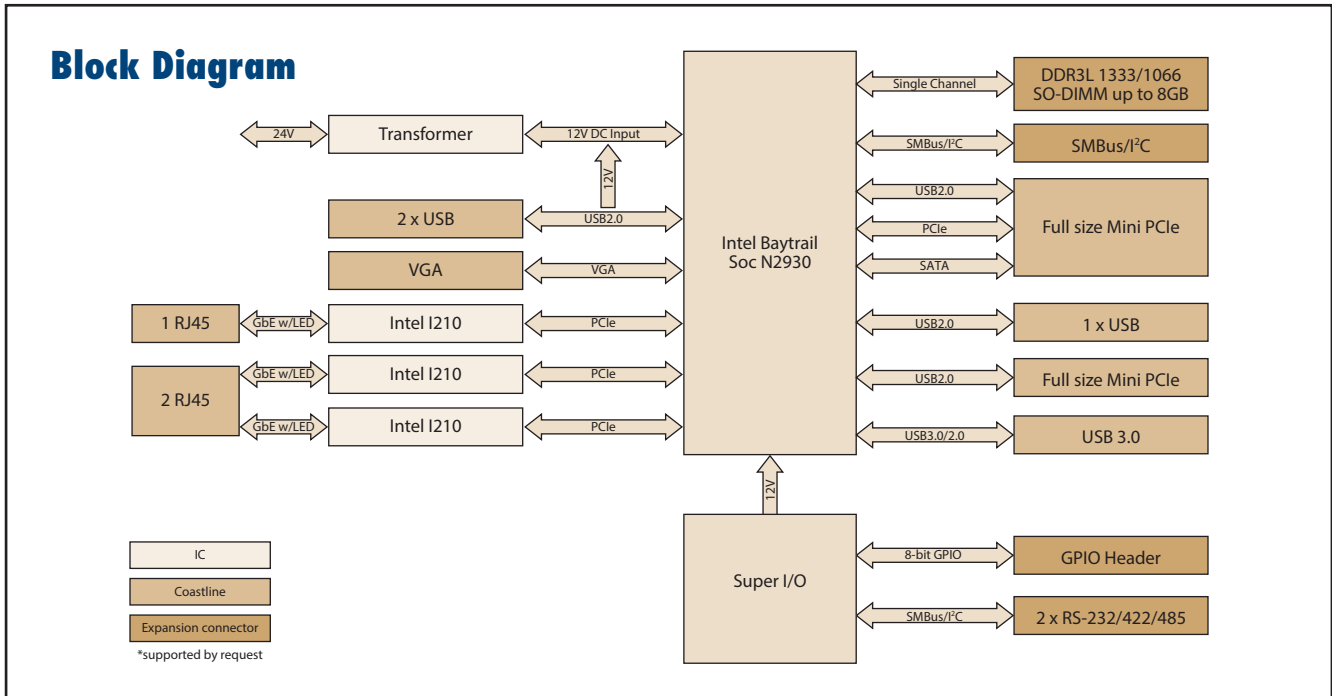 Block Diagram
24V
Transformer
12V DC Input
12V
2 x USB
USB2.0
VGA
VGA
1 RJ45
GbE w/LED
Intel I210
PCIe
2 RJ45
GbE w/LED
Intel I210
PCIe
GbE w/LED
Intel I210
PCIe
Intel Baytrail
Soc N2930
Single Channel
DDR3L 1333/1066
SO-DIMM up to 8GB
SMBus/I²C
SMBus/I²C
USB2.0
PCIe
SATA
Full size Mini PCIe
USB2.0
1 x USB
USB2.0
Full size Mini PCIe
USB3.0/2.0
USB 3.0
12V
Super I/O
8-bit GPIO
GPIO Header
SMBus/I²C
2 x RS-232/422/485
IC
Coastline
Expansion connector
*supported by request